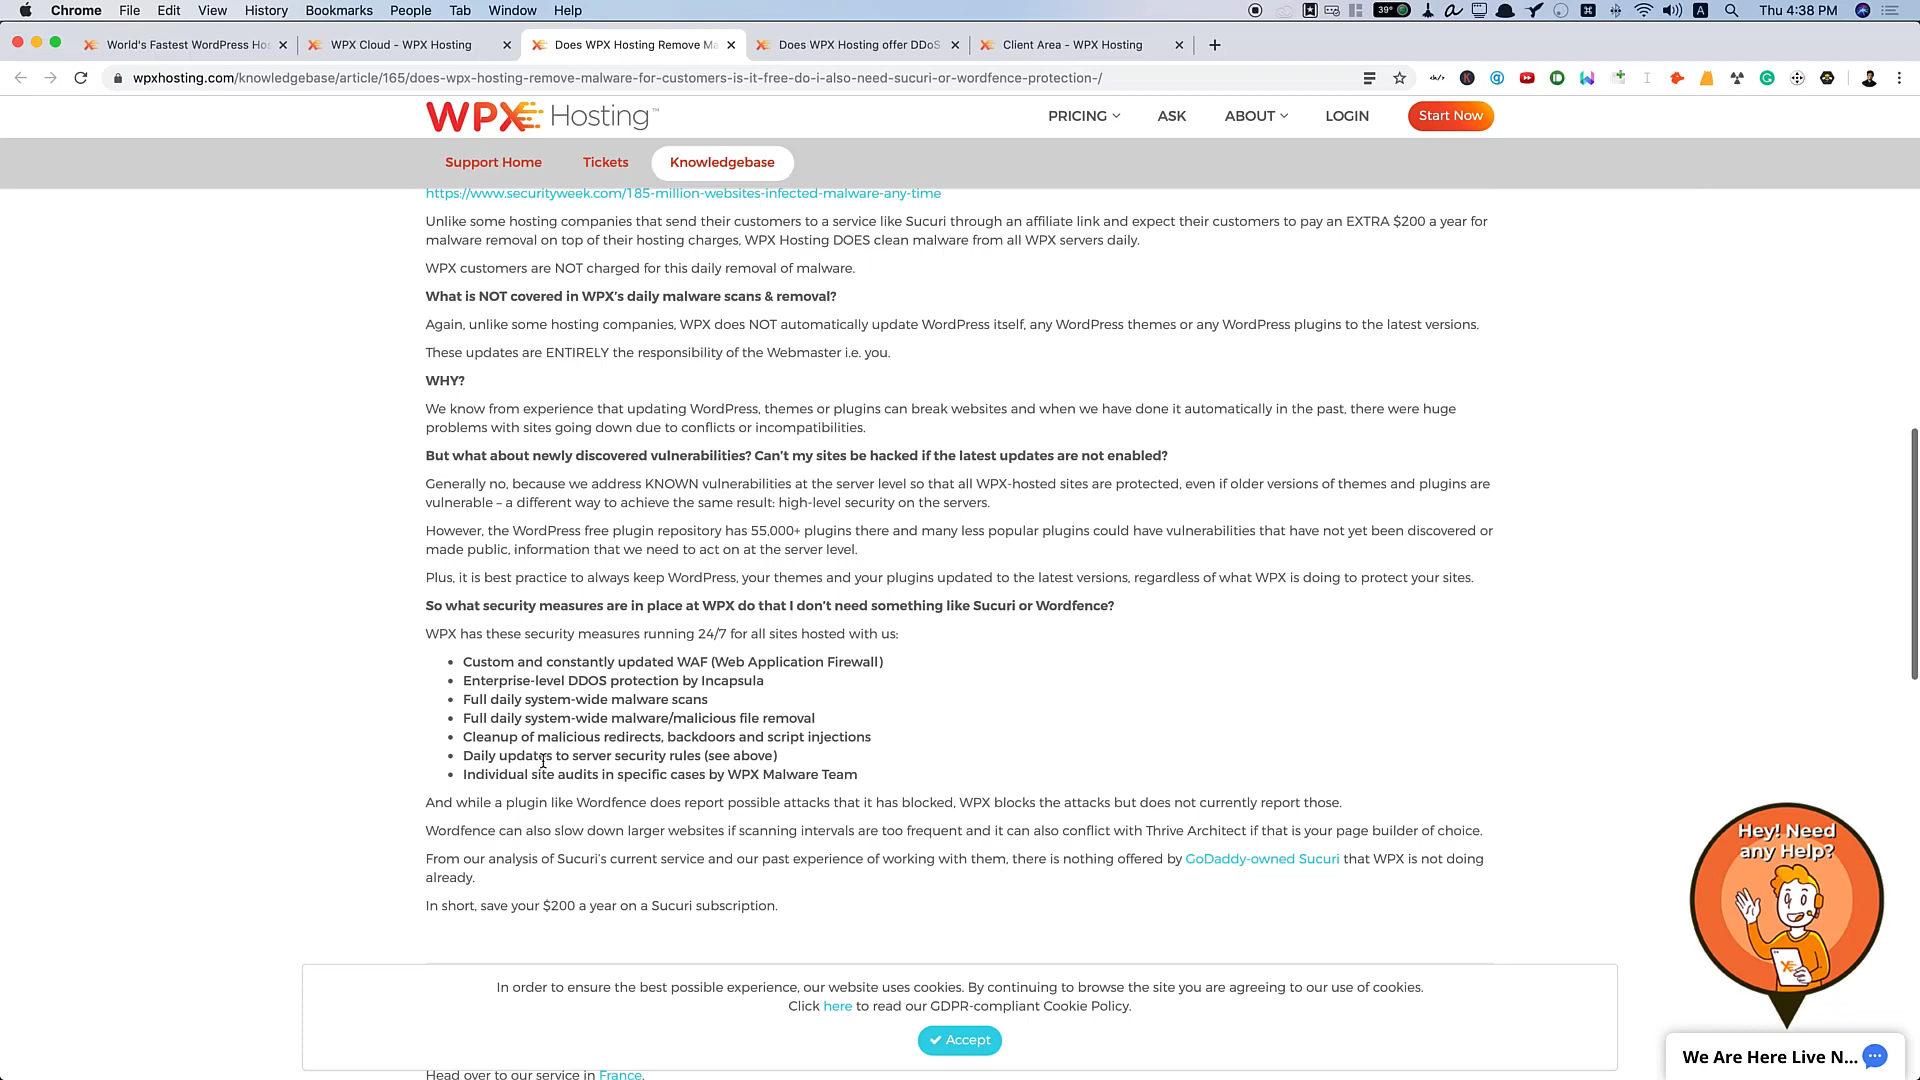 Chrome File Edit View History Bookmarks People Tab Window Help
39° A Thu 4:38 PM
World's Fastest WordPress Ho
WPX Cloud - WPX Hosting
Does WPX Hosting Remove Ma
Does WPX Hosting offer DDoS
Client Area - WPX Hosting
wpxhosting.com/knowledgebase/article/165/does-wpx-hosting-remove-malware-for-customers-is-it-free-do-i-also-need-sucuri-or-wordfence-protection-/
WPX Hosting™
PRICING ASK ABOUT LOGIN Start Now
Support Home Tickets Knowledgebase
https://www.securityweek.com/185-million-websites-infected-malware-any-time
Unlike some hosting companies that send their customers to a service like Sucuri through an affiliate link and expect their customers to pay an EXTRA $200 a year for
malware removal on top of their hosting charges, WPX Hosting DOES clean malware from all WPX servers daily.
WPX customers are NOT charged for this daily removal of malware.
What is NOT covered in WPX's daily malware scans & removal?
Again, unlike some hosting companies, WPX does NOT automatically update WordPress itself, any WordPress themes or any WordPress plugins to the latest versions.
These updates are ENTIRELY the responsibility of the Webmaster i.e. you.
WHY?
We know from experience that updating WordPress, themes or plugins can break websites and when we have done it automatically in the past, there were huge
problems with sites going down due to conflicts or incompatibilities.
But what about newly discovered vulnerabilities? Can't my sites be hacked if the latest updates are not enabled?
Generally no, because we address KNOWN vulnerabilities at the server level so that all WPX-hosted sites are protected, even if older versions of themes and plugins are
vulnerable – a different way to achieve the same result: high-level security on the servers.
However, the WordPress free plugin repository has 55,000+ plugins there and many less popular plugins could have vulnerabilities that have not yet been discovered or
made public, information that we need to act on at the server level.
Plus, it is best practice to always keep WordPress, your themes and your plugins updated to the latest versions, regardless of what WPX is doing to protect your sites.
So what security measures are in place at WPX do that I don't need something like Sucuri or Wordfence?
WPX has these security measures running 24/7 for all sites hosted with us:
• Custom and constantly updated WAF (Web Application Firewall)
• Enterprise-level DDOS protection by Incapsula
• Full daily system-wide malware scans
• Full daily system-wide malware/malicious file removal
• Cleanup of malicious redirects, backdoors and script injections
• Daily updates to server security rules (see above)
• Individual site audits in specific cases by WPX Malware Team
And while a plugin like Wordfence does report possible attacks that it has blocked, WPX blocks the attacks but does not currently report those.
Wordfence can also slow down larger websites if scanning intervals are too frequent and it can also conflict with Thrive Architect if that is your page builder of choice.
From our analysis of Sucuri's current service and our past experience of working with them, there is nothing offered by GoDaddy-owned Sucuri that WPX is not doing
already.
In short, save your $200 a year on a Sucuri subscription.
Hey! Need
any Help?
In order to ensure the best possible experience, our website uses cookies. By continuing to browse the site you are agreeing to our use of cookies.
Click here to read our GDPR-compliant Cookie Policy.
Accept
We Are Here Live N...
Head over to our service in France.